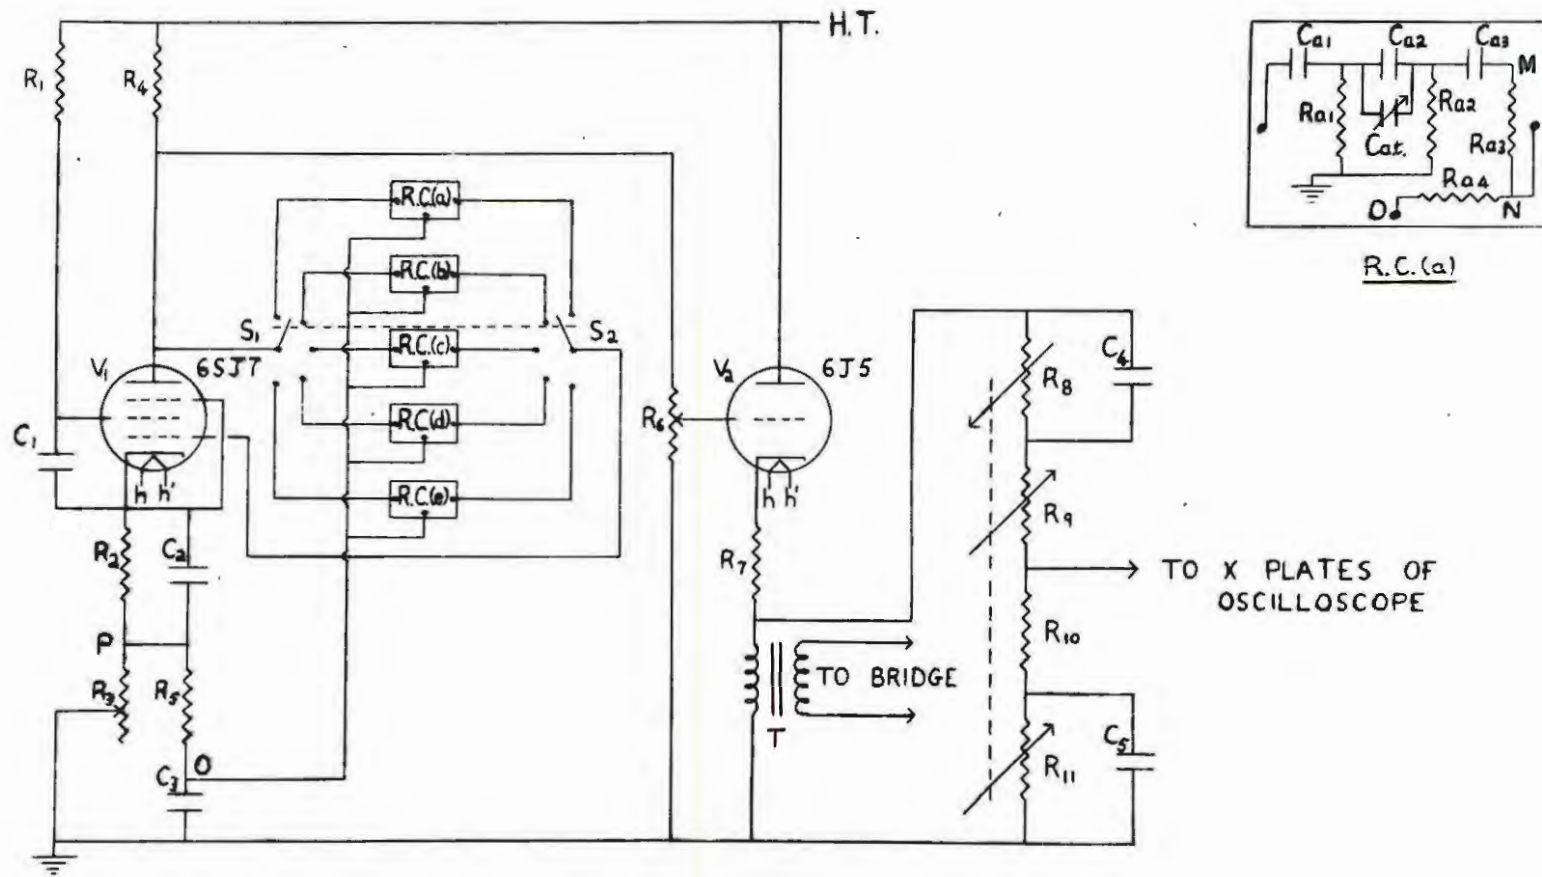 H.T.
R1
R4
R.C.(a)
R.C.(b)
S1
S2
R.C.(c)
V1
6SJ7
R.C.(d)
C1
h h'
R.C.(e)
R2
C2
P
R3
R5
C3
O
R6
V2
6J5
h h'
R7
TO BRIDGE
T
R8
C4
R9
TO X PLATES OF
OSCILLOSCOPE
R10
R11
C5
Ca1
Ca2
Ca3
M
Ra1
Cat.
Ra2
Ra3
Ra4
O
N
R.C.(a)